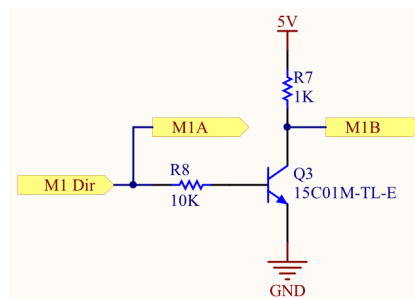 5V
R7
1K
M1A
M1B
R8
Q3
M1 Dir
10K
15C01M-TL-E
GND